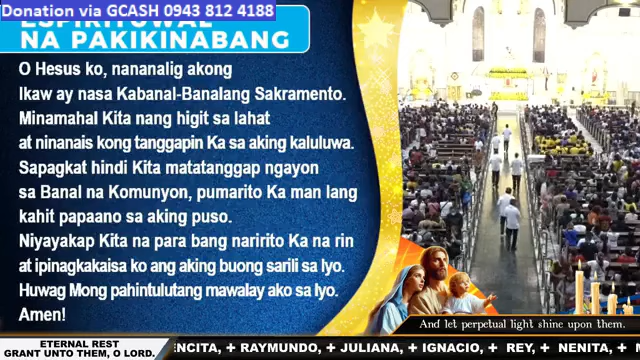 Donation via GCASH 0943 812 4188
ESPIRITUWAL
NA PAKIKINABANG
O Hesus ko, nananalig akong
Ikaw ay nasa Kabanal-Banalang Sakramento.
Minamahal Kita nang higit sa lahat
at ninanais kong tanggapin Ka sa aking kaluluwa.
Sapagkat hindi Kita matatanggap ngayon
sa Banal na Komunyon, pumarito Ka man lang
kahit papaano sa aking puso.
Niyayakap Kita na para bang naririto Ka na rin
at ipinagkakaisa ko ang aking buong sarili sa Iyo.
Huwag Mong pahintulutang mawalay ako sa Iyo.
Amen!
And let perpetual light shine upon them.
ETERNAL REST
GRANT UNTO THEM, O LORD.
ENCITA, + RAYMUNDO, + JULIANA, + IGNACIO, + REY, + NENITA, +